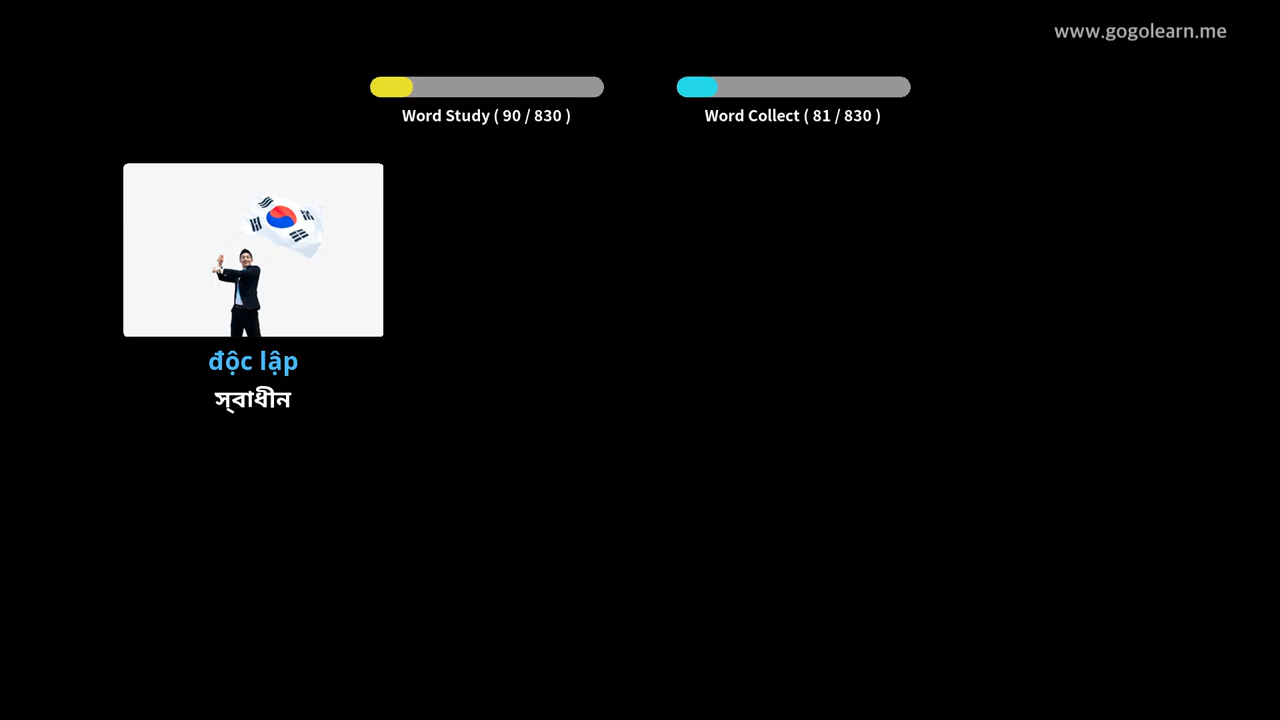 www.gogolearn.me
Word Study ( 90 / 830 )
Word Collect ( 81 / 830 )
độc lập
স্বাধীন